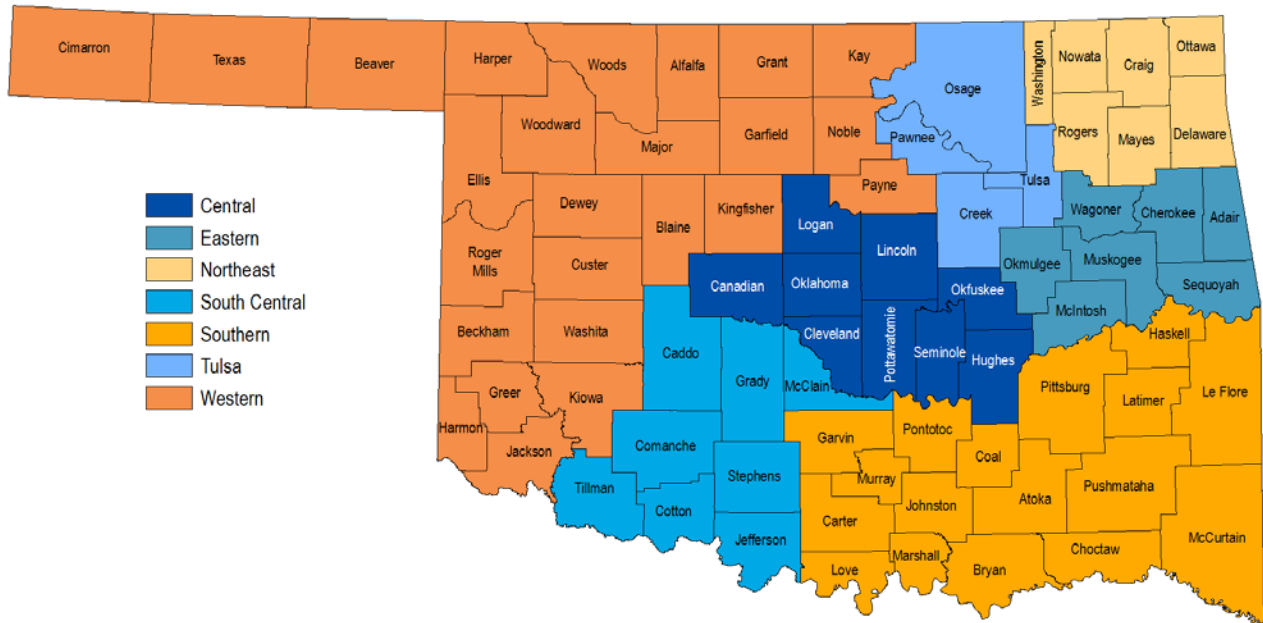 Cimarron
Texas
Beaver
Harper
Woods
Alfalfa
Grant
Kay
Osage
Washington
Nowata
Craig
Ottawa
Woodward
Major
Garfield
Noble
Pawnee
Rogers
Mayes
Delaware
Ellis
Dewey
Blaine
Kingfisher
Logan
Payne
Creek
Tulsa
Wagoner
Cherokee
Adair
Roger
Mills
Custer
Canadian
Oklahoma
Lincoln
Okfuskee
Okmulgee
Muskogee
Sequoyah
McIntosh
Beckham
Washita
Caddo
Grady
McClain
Cleveland
Pottawatomie
Seminole
Hughes
Pittsburg
Haskell
Latimer
Le Flore
Greer
Kiowa
Harmon
Jackson
Comanche
Tillman
Cotton
Stephens
Jefferson
Garvin
Murray
Pontotoc
Coal
Carter
Johnston
Atoka
Pushmataha
Love
Marshall
Bryan
Choctaw
McCurtain
Central
Eastern
Northeast
South Central
Southern
Tulsa
Western